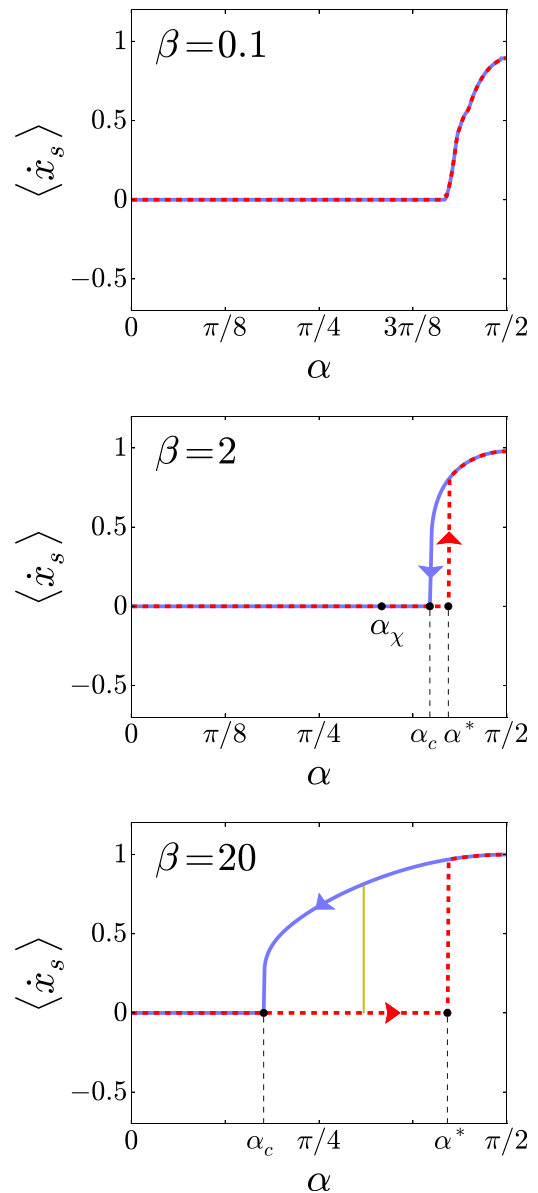 β=0.1
1
0.5
0
−0.5
⟨ẋ_s⟩
0 π/8 π/4 3π/8 π/2
α
β=2
1
0.5
0
−0.5
⟨ẋ_s⟩
α_χ
0 π/8 π/4 α_c α* π/2
α
β=20
1
0.5
0
−0.5
⟨ẋ_s⟩
0 α_c π/4 α* π/2
α